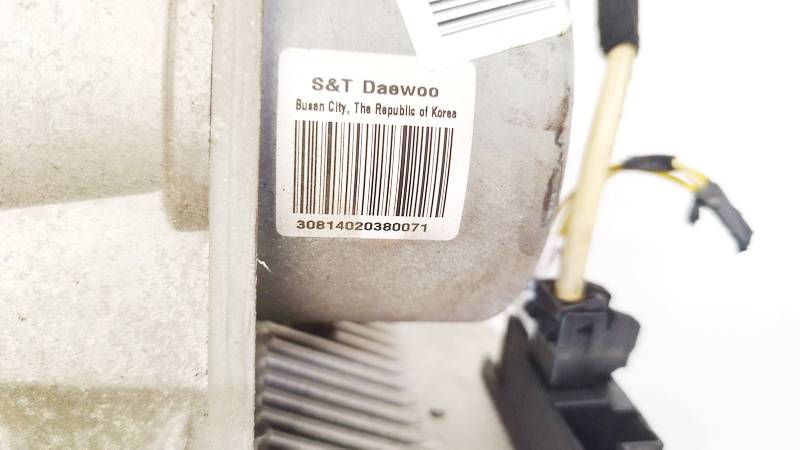 S&T Daewoo
Busan City, The Republic of Korea
30814020380071